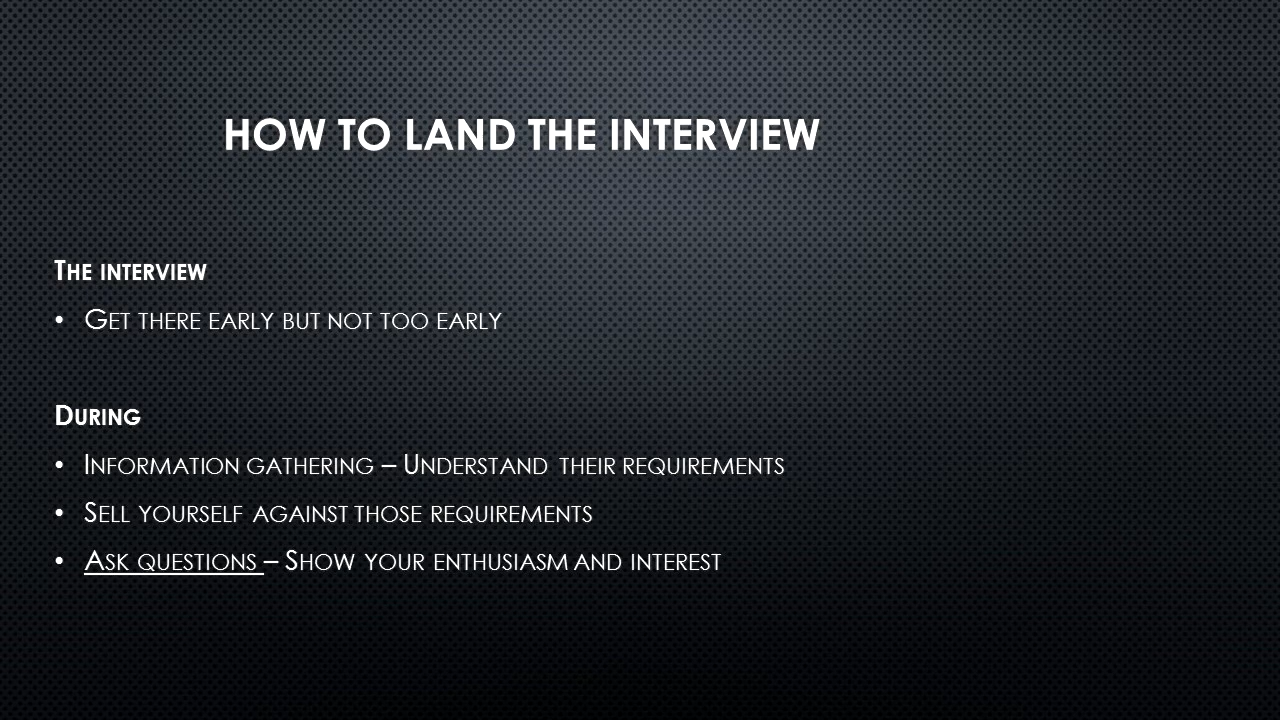 HOW TO LAND THE INTERVIEW
THE INTERVIEW
• GET THERE EARLY BUT NOT TOO EARLY
DURING
• INFORMATION GATHERING – UNDERSTAND THEIR REQUIREMENTS
• SELL YOURSELF AGAINST THOSE REQUIREMENTS
• ASK QUESTIONS – SHOW YOUR ENTHUSIASM AND INTEREST